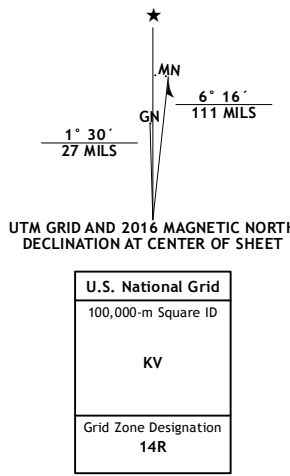 ★
MN
GN
6° 16´
111 MILS
1° 30´
27 MILS
UTM GRID AND 2016 MAGNETIC NORTH
DECLINATION AT CENTER OF SHEET
U.S. National Grid
100,000-m Square ID
KV
Grid Zone Designation
14R